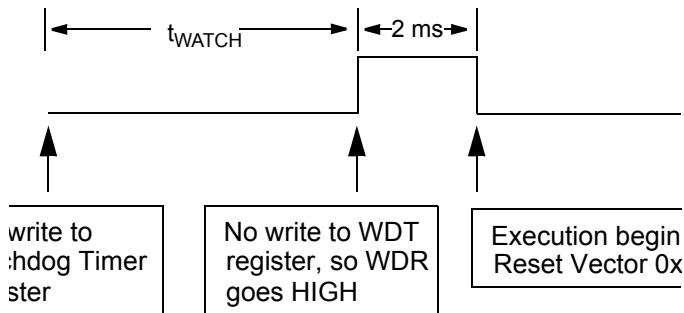 tWATCH
2 ms
write to
chdog Timer
ster
No write to WDT
register, so WDR
goes HIGH
Execution begin
Reset Vector 0x